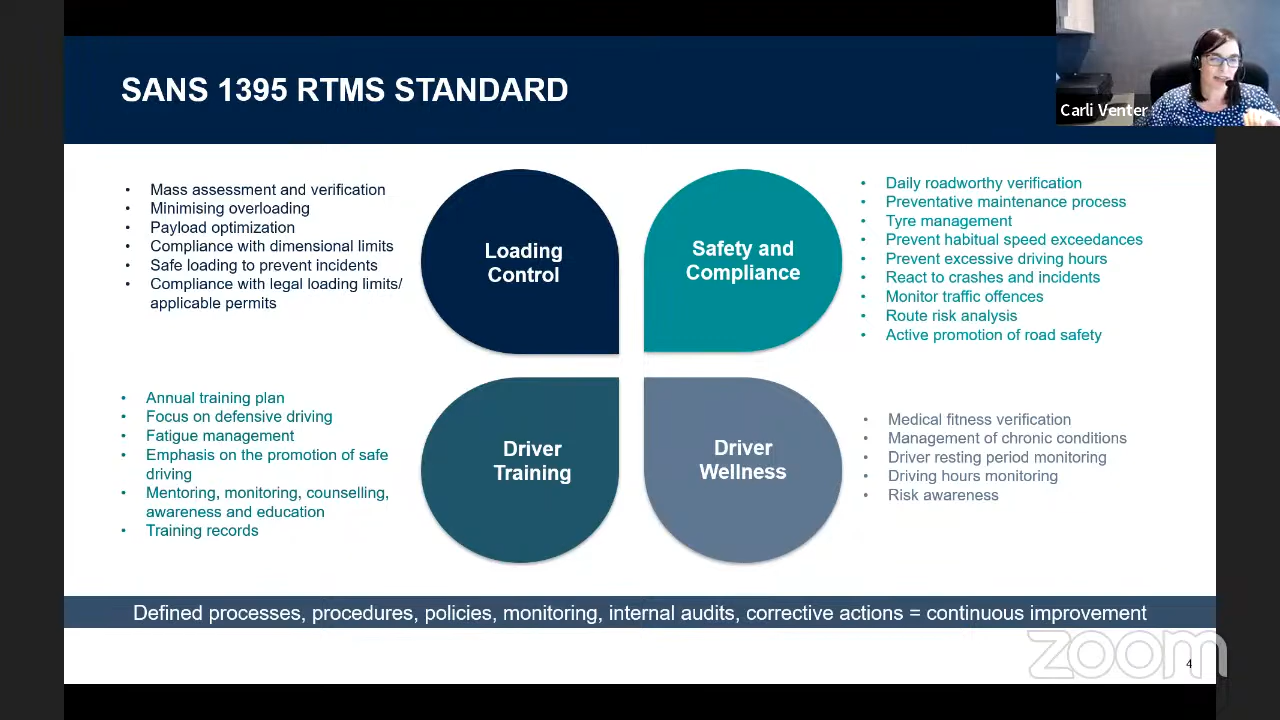 SANS 1395 RTMS STANDARD
Carli Venter
• Mass assessment and verification
• Minimising overloading
• Payload optimization
• Compliance with dimensional limits
• Safe loading to prevent incidents
• Compliance with legal loading limits/
applicable permits
Loading
Control
Safety and
Compliance
• Daily roadworthy verification
• Preventative maintenance process
• Tyre management
• Prevent habitual speed exceedances
• Prevent excessive driving hours
• React to crashes and incidents
• Monitor traffic offences
• Route risk analysis
• Active promotion of road safety
• Annual training plan
• Focus on defensive driving
• Fatigue management
• Emphasis on the promotion of safe
driving
• Mentoring, monitoring, counselling,
awareness and education
• Training records
Driver
Training
Driver
Wellness
• Medical fitness verification
• Management of chronic conditions
• Driver resting period monitoring
• Driving hours monitoring
• Risk awareness
Defined processes, procedures, policies, monitoring, internal audits, corrective actions = continuous improvement
zoom
4